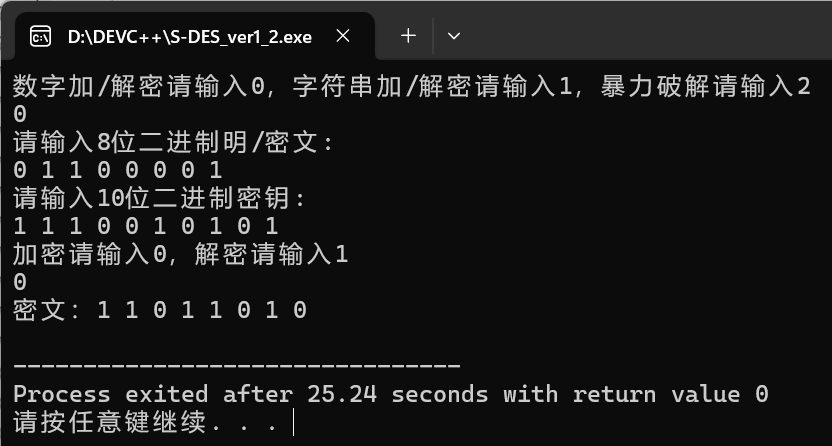 D:\DEVC++\S-DES_ver1_2.exe
数字加/解密请输入0，字符串加/解密请输入1，暴力破解请输入2
0
请输入8位二进制明/密文：
0 1 1 0 0 0 0 1
请输入10位二进制密钥：
1 1 1 0 0 1 0 1 0 1
加密请输入0，解密请输入1
0
密文：1 1 0 1 1 0 1 0
--------------------------------
Process exited after 25.24 seconds with return value 0
请按任意键继续. . .